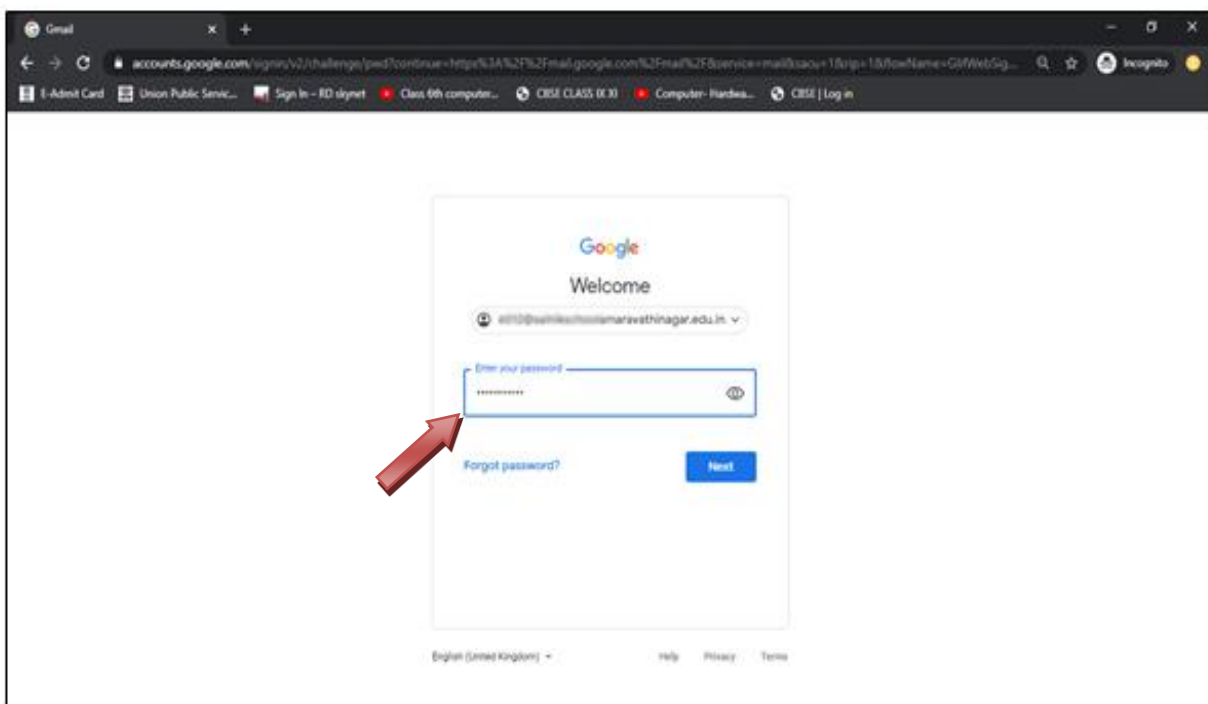 Gmail
accounts.google.com/signin/v2/challenge/pwd?continue=https%3A%2F%2Fmail.google.com%2Fmail%2F&service=mail&sacu=1&rip=1&flowName=GlifWebSig...
Incognito
E-Admit Card Union Public Servic... Sign In – RD skynet Class 6th computer... CBSE CLASS IX XI Computer- Hardwa... CBSE | Log in
Google
Welcome
amaravathinagar.edu.in
Enter your password
•••••••••••
Forgot password? Next
English (United Kingdom) Help Privacy Terms